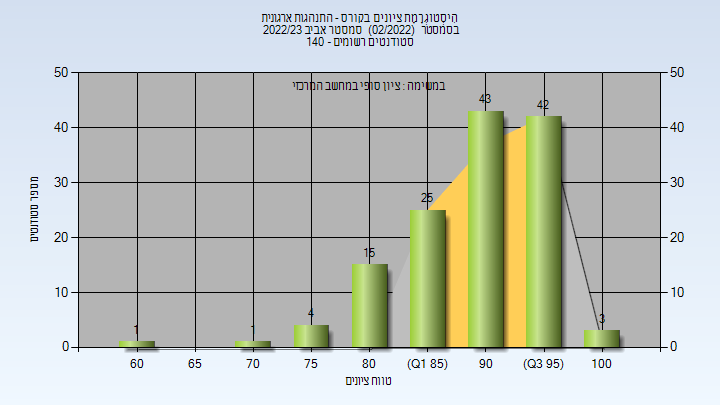 היסטוגרמת ציונים בקורס - התנהגות ארגונית
בסמסטר (02/2022) סמסטר אביב 2022/23
סטודנטים רשומים - 140
במשימה : ציון סופי במחשב המרכזי
50 50
40 40
30 30
20 20
10 10
0 0
1 1 4 15 25 43 42 3
60 65 70 75 80 (Q1 85) 90 (Q3 95) 100
מספר סטודנטים
טווח ציונים